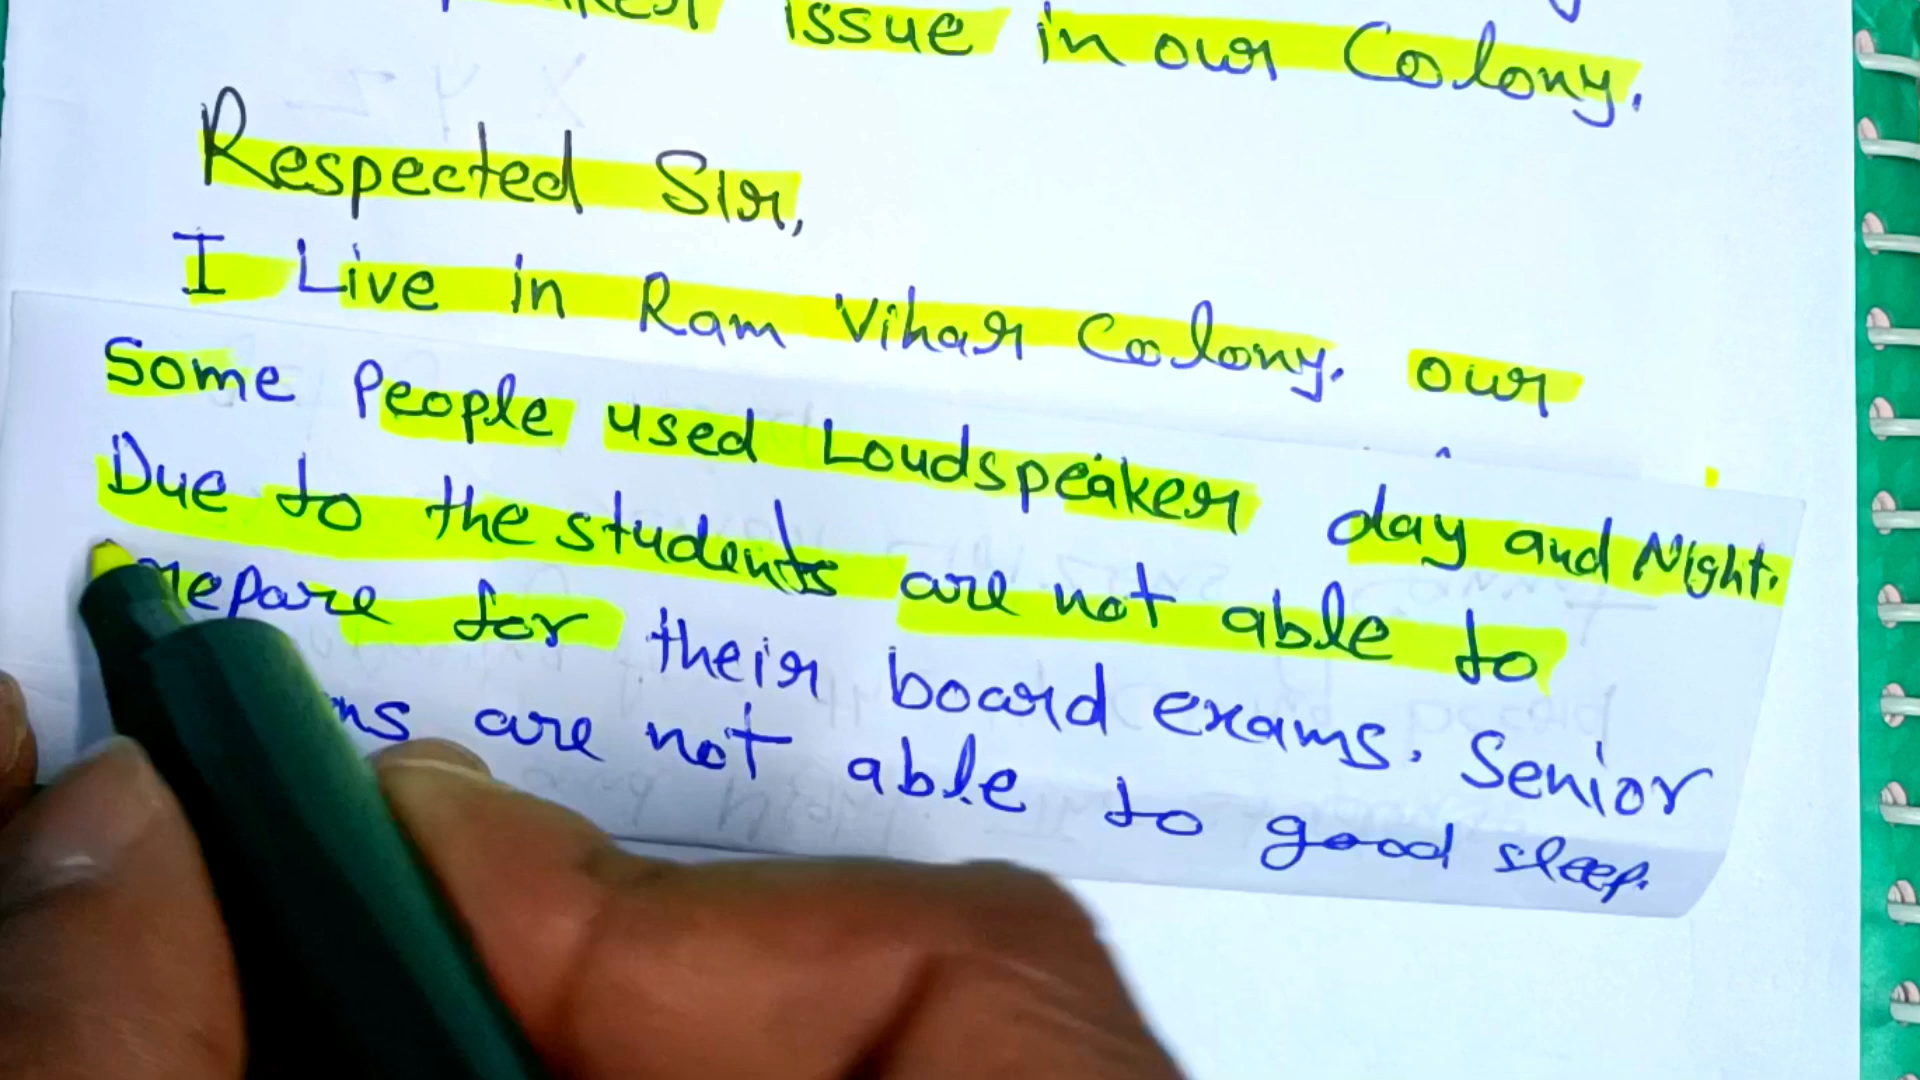 issue in our Colony.
Respected Sir,
I Live in Ram Vihar Colony. our
Some People used Loudspeaker day and Night.
Due to the students are not able to
prepare for their board exams. Senior
are not able to good sleep.